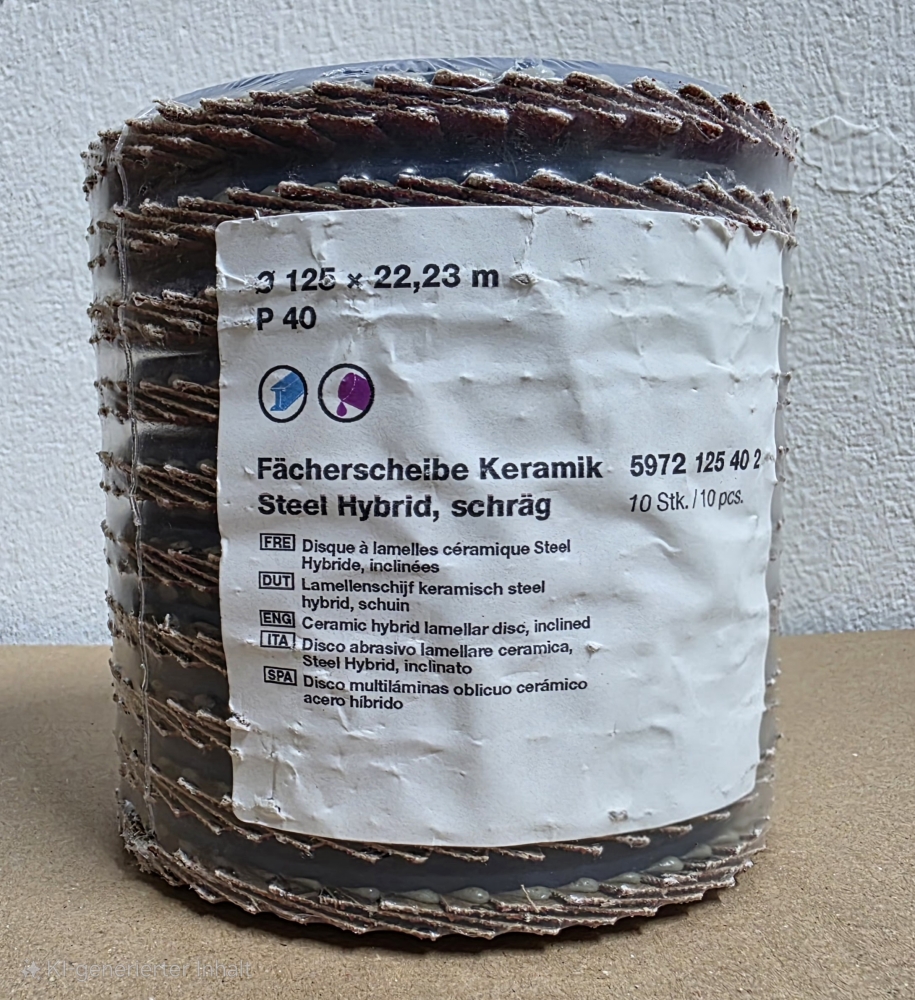 Ø 125 × 22,23 m
P 40
Fächerscheibe Keramik 5972 125 40 2
Steel Hybrid, schräg 10 Stk. / 10 pcs.
FRE Disque à lamelles céramique Steel
Hybride, inclinées
DUT Lamellenschijf keramisch steel
hybrid, schuin
ENG Ceramic hybrid lamellar disc, inclined
ITA Disco abrasivo lamellare ceramica,
Steel Hybrid, inclinato
SPA Disco multiláminas oblicuo cerámico
acero híbrido
KI-generierter Inhalt